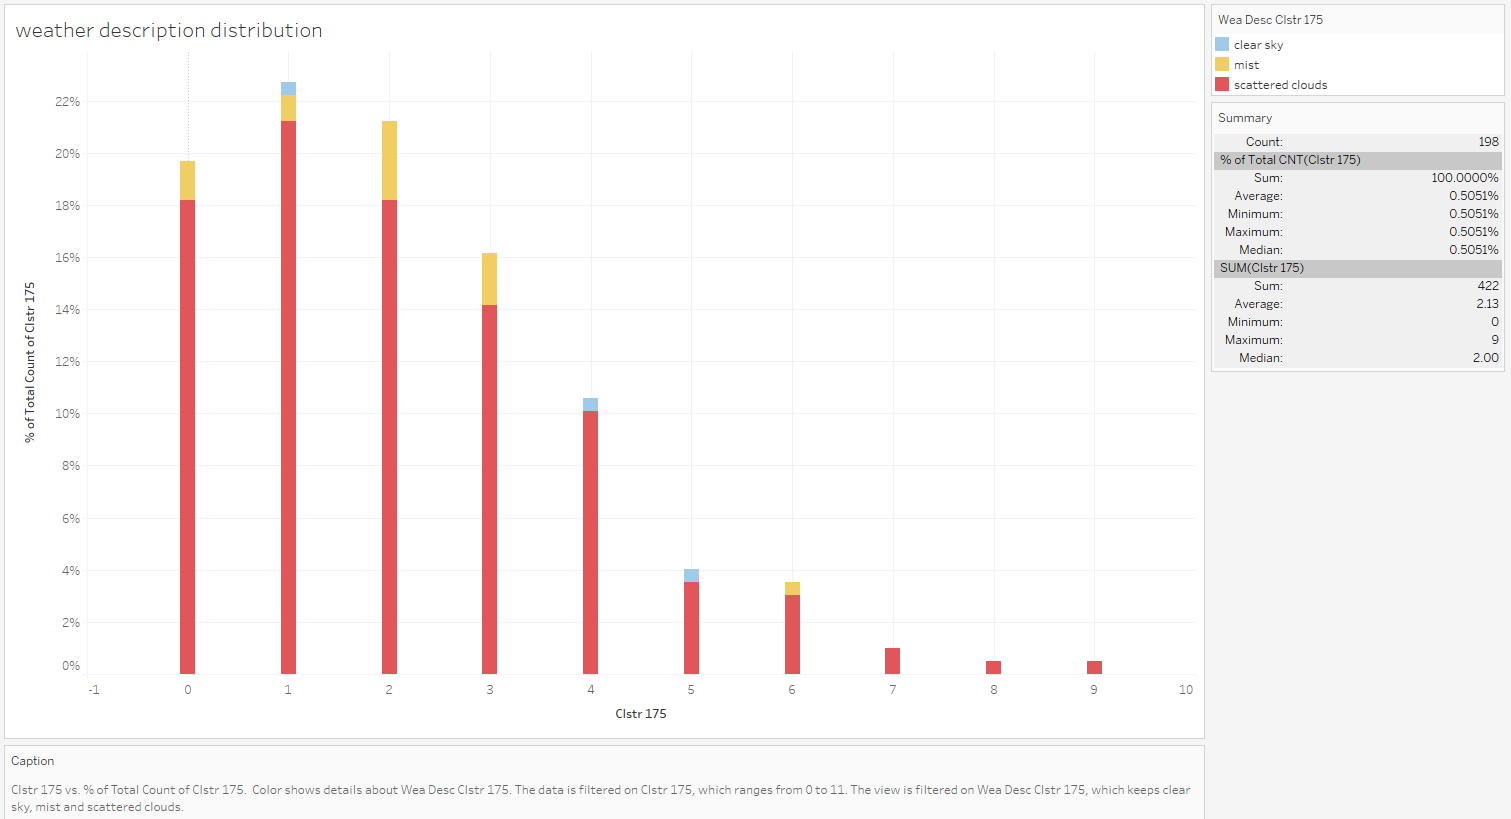 weather description distribution
22%
20%
18%
16%
14%
12%
10%
8%
6%
4%
2%
0%
% of Total Count of Clstr 175
-1 0 1 2 3 4 5 6 7 8 9 10
Clstr 175
Wea Desc Clstr 175
clear sky
mist
scattered clouds
Summary
Count: 198
% of Total CNT(Clstr 175)
Sum: 100.0000%
Average: 0.5051%
Minimum: 0.5051%
Maximum: 0.5051%
Median: 0.5051%
SUM(Clstr 175)
Sum: 422
Average: 2.13
Minimum: 0
Maximum: 9
Median: 2.00
Caption
Clstr 175 vs. % of Total Count of Clstr 175.  Color shows details about Wea Desc Clstr 175. The data is filtered on Clstr 175, which ranges from 0 to 11. The view is filtered on Wea Desc Clstr 175, which keeps clear
sky, mist and scattered clouds.